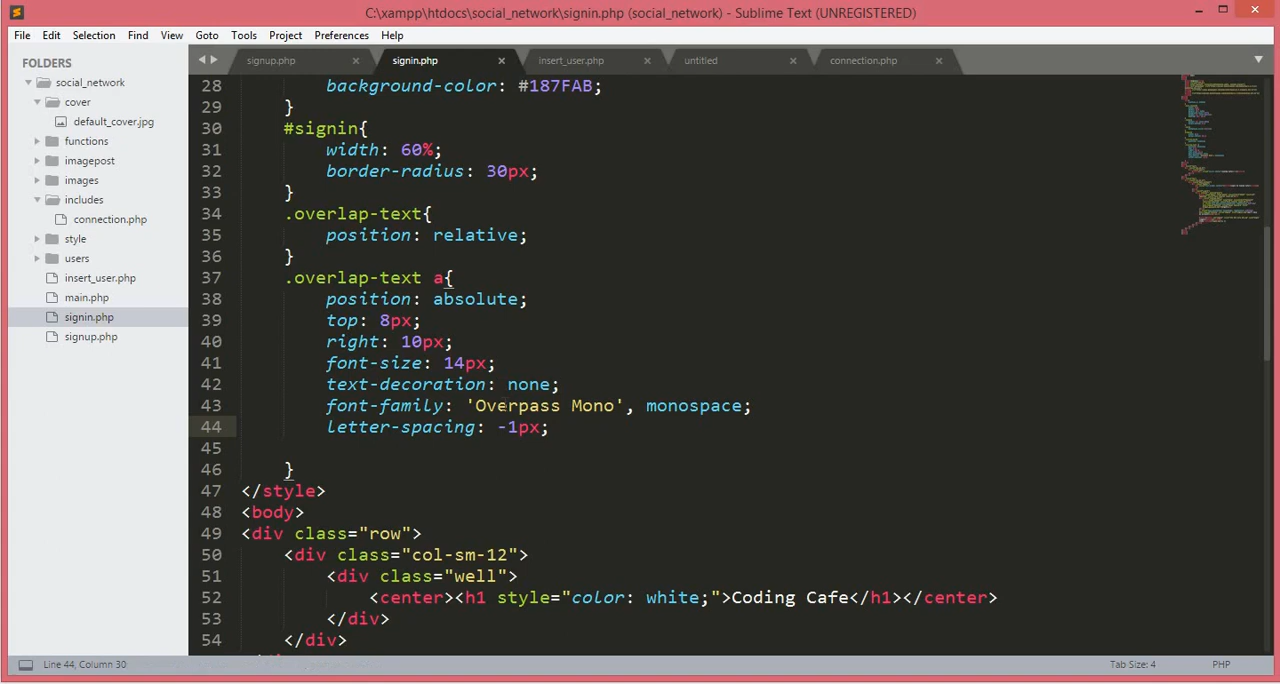 C:\xampp\htdocs\social_network\signin.php (social_network) - Sublime Text (UNREGISTERED)
File Edit Selection Find View Goto Tools Project Preferences Help
FOLDERS
social_network
cover
default_cover.jpg
functions
imagepost
images
includes
connection.php
style
users
insert_user.php
main.php
signin.php
signup.php
signup.php signin.php insert_user.php untitled connection.php
28 background-color: #187FAB;
29 }
30 #signin{
31 width: 60%;
32 border-radius: 30px;
33 }
34 .overlap-text{
35 position: relative;
36 }
37 .overlap-text a{
38 position: absolute;
39 top: 8px;
40 right: 10px;
41 font-size: 14px;
42 text-decoration: none;
43 font-family: 'Overpass Mono', monospace;
44 letter-spacing: -1px;
45
46 }
47 </style>
48 <body>
49 <div class="row">
50 <div class="col-sm-12">
51 <div class="well">
52 <center><h1 style="color: white;">Coding Cafe</h1></center>
53 </div>
54 </div>
Line 44, Column 30 Tab Size: 4 PHP